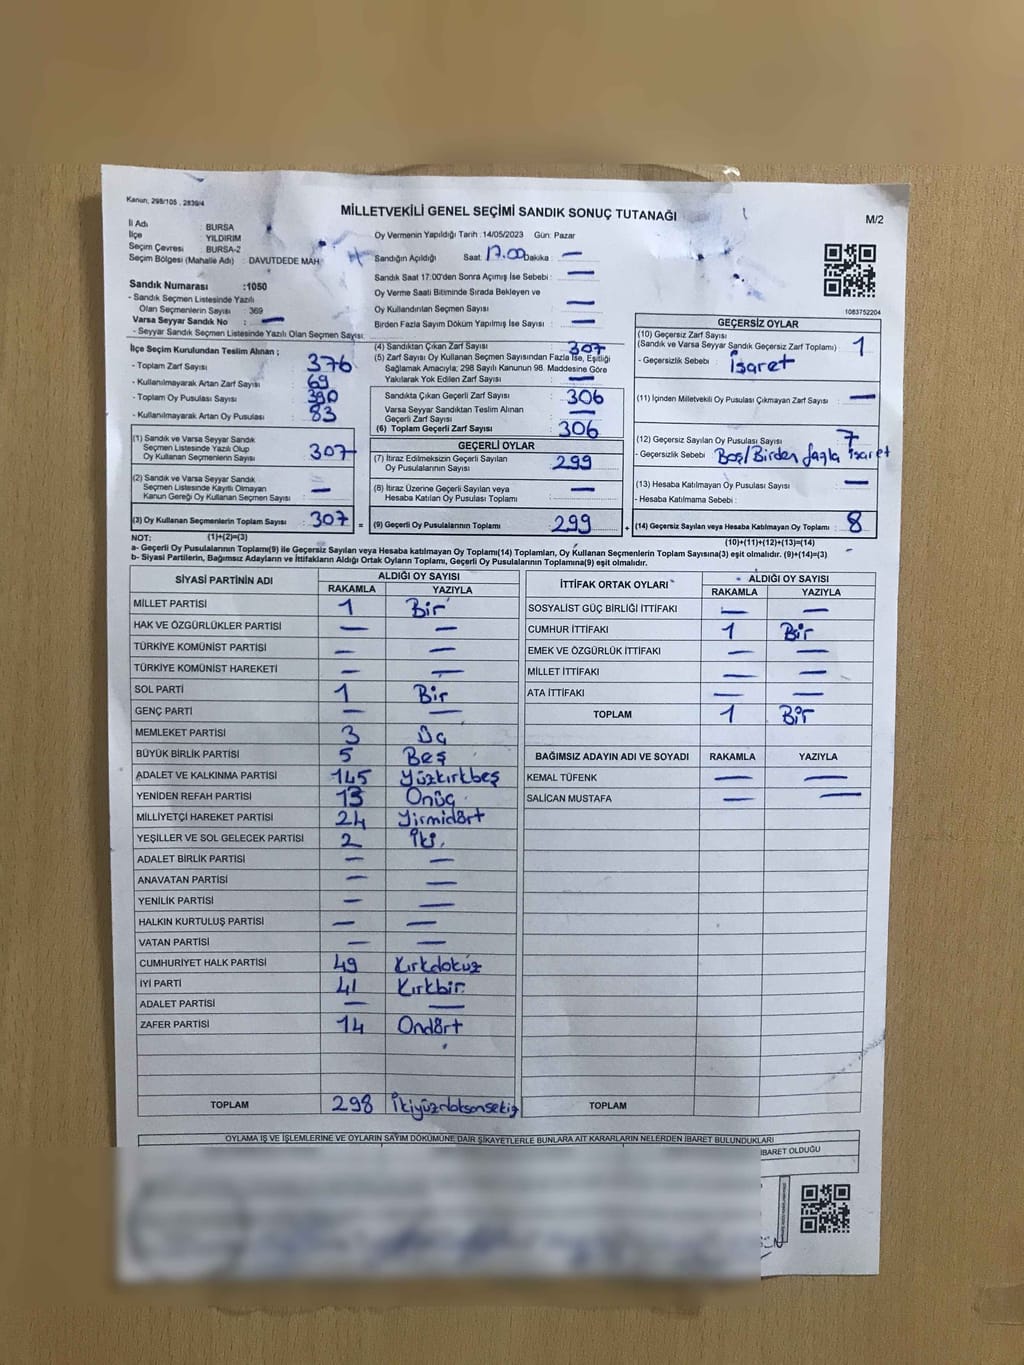 Kanun, 298/105 , 2839/4
MİLLETVEKİLİ GENEL SEÇİMİ SANDIK SONUÇ TUTANAĞI
M/2
İl Adı : BURSA
İlçe : YILDIRIM
Seçim Çevresi : BURSA-2
Seçim Bölgesi (Mahalle Adı) : DAVUTDEDE MAH
Sandık Numarası :1050
- Sandık Seçmen Listesinde Yazılı
Olan Seçmenlerin Sayısı : 369
Varsa Seyyar Sandık No : —
- Seyyar Sandık Seçmen Listesinde Yazılı Olan Seçmen Sayısı:
Oy Vermenin Yapıldığı Tarih :14/05/2023 Gün: Pazar
Sandığın Açıldığı Saat: 17.00 Dakika : —
Sandık Saat 17:00'den Sonra Açımış İse Sebebi : —
Oy Verme Saati Bitiminde Sırada Bekleyen ve
Oy Kullandırılan Seçmen Sayısı : —
Birden Fazla Sayım Döküm Yapılmış İse Sayısı : —
1083752204
İlçe Seçim Kurulundan Teslim Alınan ;
- Toplam Zarf Sayısı : 376
- Kullanılmayarak Artan Zarf Sayısı : 69
- Toplam Oy Pusulası Sayısı : 390
- Kullanılmayarak Artan Oy Pusulası : 83
(1) Sandık ve Varsa Seyyar Sandık
Seçmen Listesinde Yazılı Olup
Oy Kullanan Seçmenlerin Sayısı : 307
(2) Sandık ve Varsa Seyyar Sandık
Seçmen Listesinde Kayıtlı Olmayan
Kanun Gereği Oy Kullanan Seçmen Sayısı : —
(3) Oy Kullanan Seçmenlerin Toplam Sayısı : 307 =
(4) Sandıktan Çıkan Zarf Sayısı : 307
(5) Zarf Sayısı Oy Kullanan Seçmen Sayısından Fazla İse, Eşitliği
Sağlamak Amacıyla; 298 Sayılı Kanunun 98. Maddesine Göre
Yakılarak Yok Edilen Zarf Sayısı : —
Sandıkta Çıkan Geçerli Zarf Sayısı : 306
Varsa Seyyar Sandıktan Teslim Alınan
Geçerli Zarf Sayısı : —
(6) Toplam Geçerli Zarf Sayısı : 306
GEÇERLİ OYLAR
(7) İtiraz Edilmeksizin Geçerli Sayılan
Oy Pusulalarının Sayısı : 299
(8) İtiraz Üzerine Geçerli Sayılan veya
Hesaba Katılan Oy Pusulası Toplamı : —
(9) Geçerli Oy Pusulalarının Toplamı : 299 +
GEÇERSİZ OYLAR
(10) Geçersiz Zarf Sayısı
(Sandık ve Varsa Seyyar Sandık Geçersiz Zarf Toplamı) : 1
- Geçersizlik Sebebi : İşaret
(11) İçinden Milletvekili Oy Pusulası Çıkmayan Zarf Sayısı : —
(12) Geçersiz Sayılan Oy Pusulası Sayısı : 7
- Geçersizlik Sebebi : Boş/Birden fazla işaret
(13) Hesaba Katılmayan Oy Pusulası Sayısı : —
- Hesaba Katılmama Sebebi :
(14) Geçersiz Sayılan veya Hesaba Katılmayan Oy Toplamı : 8
NOT: (1)+(2)=(3)
(10)+(11)+(12)+(13)=(14)
a- Geçerli Oy Pusulalarının Toplamı(9) ile Geçersiz Sayılan veya Hesaba katılmayan Oy Toplamı(14) Toplamları, Oy Kullanan Seçmenlerin Toplam Sayısına(3) eşit olmalıdır. (9)+(14)=(3)
b- Siyasi Partilerin, Bağımsız Adayların ve İttifakların Aldığı Ortak Oyların Toplamı, Geçerli Oy Pusulalarının Toplamına(9) eşit olmalıdır.
SİYASİ PARTİNİN ADI ALDIĞI OY SAYISI
RAKAMLA YAZIYLA
MİLLET PARTİSİ 1 Bir
HAK VE ÖZGÜRLÜKLER PARTİSİ — —
TÜRKİYE KOMÜNİST PARTİSİ — —
TÜRKİYE KOMÜNİST HAREKETİ — —
SOL PARTİ 1 Bir
GENÇ PARTİ — —
MEMLEKET PARTİSİ 3 Üç
BÜYÜK BİRLİK PARTİSİ 5 Beş
ADALET VE KALKINMA PARTİSİ 145 Yüzkırkbeş
YENİDEN REFAH PARTİSİ 13 Onüç
MİLLİYETÇİ HAREKET PARTİSİ 24 Yirmidört
YEŞİLLER VE SOL GELECEK PARTİSİ 2 İki
ADALET BİRLİK PARTİSİ — —
ANAVATAN PARTİSİ — —
YENİLİK PARTİSİ — —
HALKIN KURTULUŞ PARTİSİ — —
VATAN PARTİSİ — —
CUMHURİYET HALK PARTİSİ 49 Kırkdokuz
İYİ PARTİ 41 Kırkbir
ADALET PARTİSİ — —
ZAFER PARTİSİ 14 Ondört
TOPLAM 298 İkiyüzdoksansekiz
İTTİFAK ORTAK OYLARI ALDIĞI OY SAYISI
RAKAMLA YAZIYLA
SOSYALİST GÜÇ BİRLİĞİ İTTİFAKI — —
CUMHUR İTTİFAKI 1 Bir
EMEK VE ÖZGÜRLÜK İTTİFAKI — —
MİLLET İTTİFAKI — —
ATA İTTİFAKI — —
TOPLAM 1 Bir
BAĞIMSIZ ADAYIN ADI VE SOYADI RAKAMLA YAZIYLA
KEMAL TÜFENK — —
SALİCAN MUSTAFA — —
TOPLAM
OYLAMA İŞ VE İŞLEMLERİNE VE OYLARIN SAYIM DÖKÜMÜNE DAİR ŞİKAYETLERLE BUNLARA AİT KARARLARIN NELERDEN İBARET BULUNDUKLARI
İBARET OLDUĞU